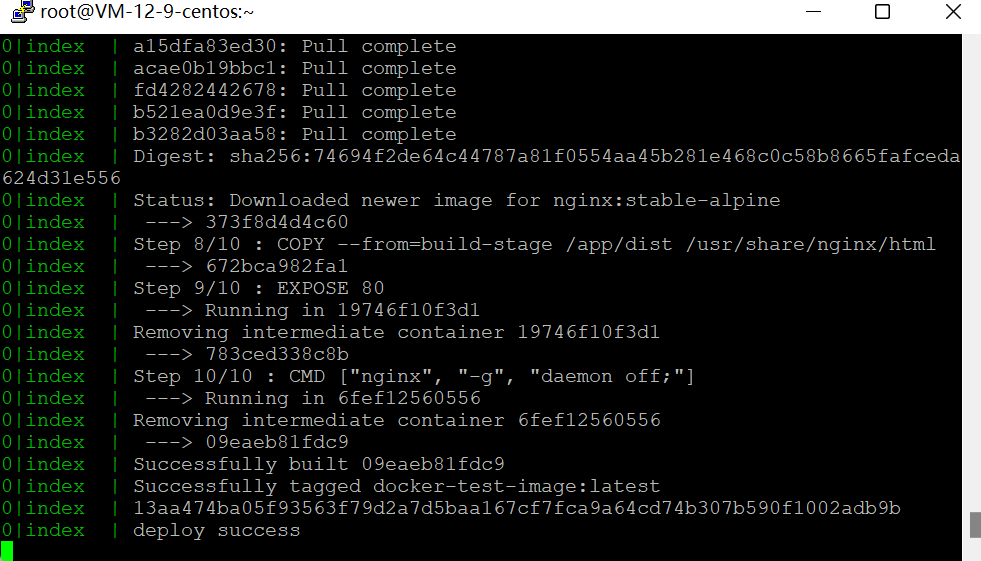 root@VM-12-9-centos:~
0|index  | a15dfa83ed30: Pull complete
0|index  | acae0b19bbc1: Pull complete
0|index  | fd4282442678: Pull complete
0|index  | b521ea0d9e3f: Pull complete
0|index  | b3282d03aa58: Pull complete
0|index  | Digest: sha256:74694f2de64c44787a81f0554aa45b281e468c0c58b8665fafceda
624d31e556
0|index  | Status: Downloaded newer image for nginx:stable-alpine
0|index  |  ---> 373f8d4d4c60
0|index  | Step 8/10 : COPY --from=build-stage /app/dist /usr/share/nginx/html
0|index  |  ---> 672bca982fa1
0|index  | Step 9/10 : EXPOSE 80
0|index  |  ---> Running in 19746f10f3d1
0|index  | Removing intermediate container 19746f10f3d1
0|index  |  ---> 783ced338c8b
0|index  | Step 10/10 : CMD ["nginx", "-g", "daemon off;"]
0|index  |  ---> Running in 6fef12560556
0|index  | Removing intermediate container 6fef12560556
0|index  |  ---> 09eaeb81fdc9
0|index  | Successfully built 09eaeb81fdc9
0|index  | Successfully tagged docker-test-image:latest
0|index  | 13aa474ba05f93563f79d2a7d5baa167cf7fca9a64cd74b307b590f1002adb9b
0|index  | deploy success